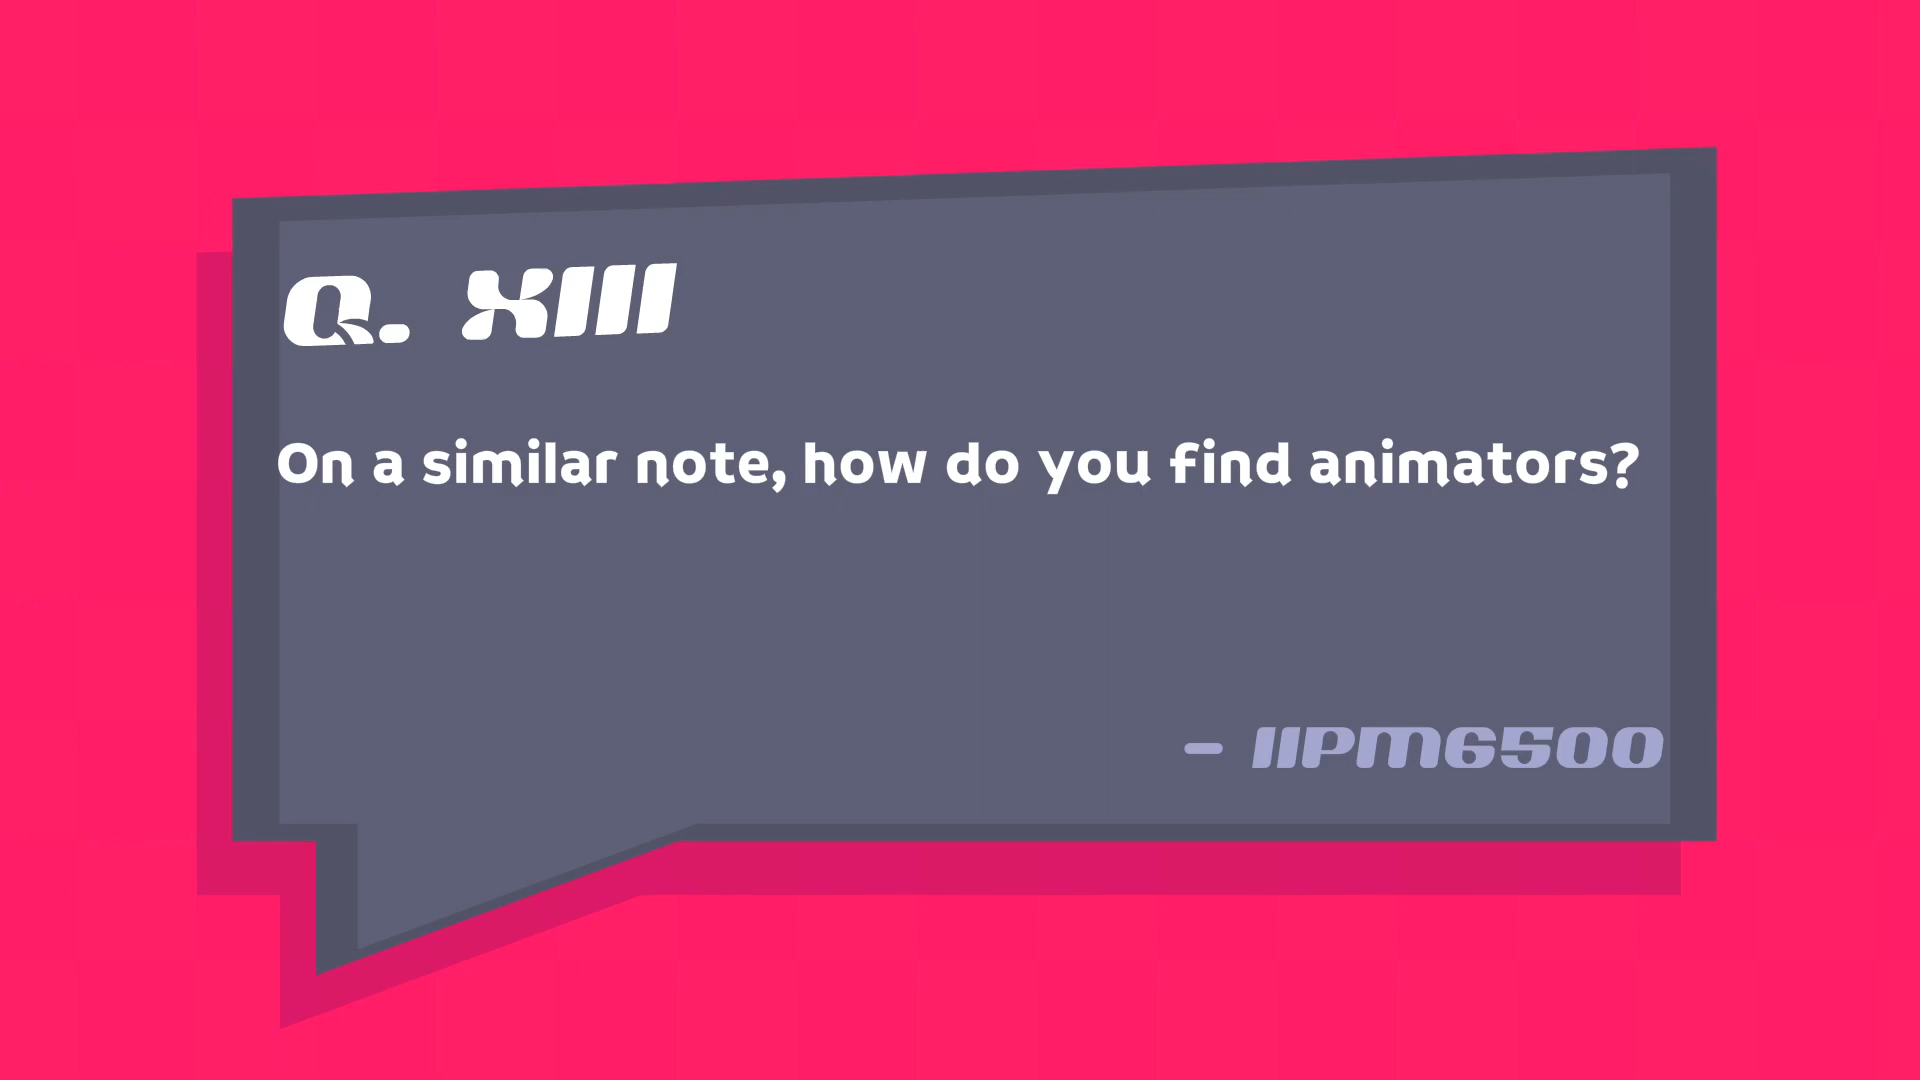 Q. XIII
On a similar note, how do you find animators?
- IIPM6500